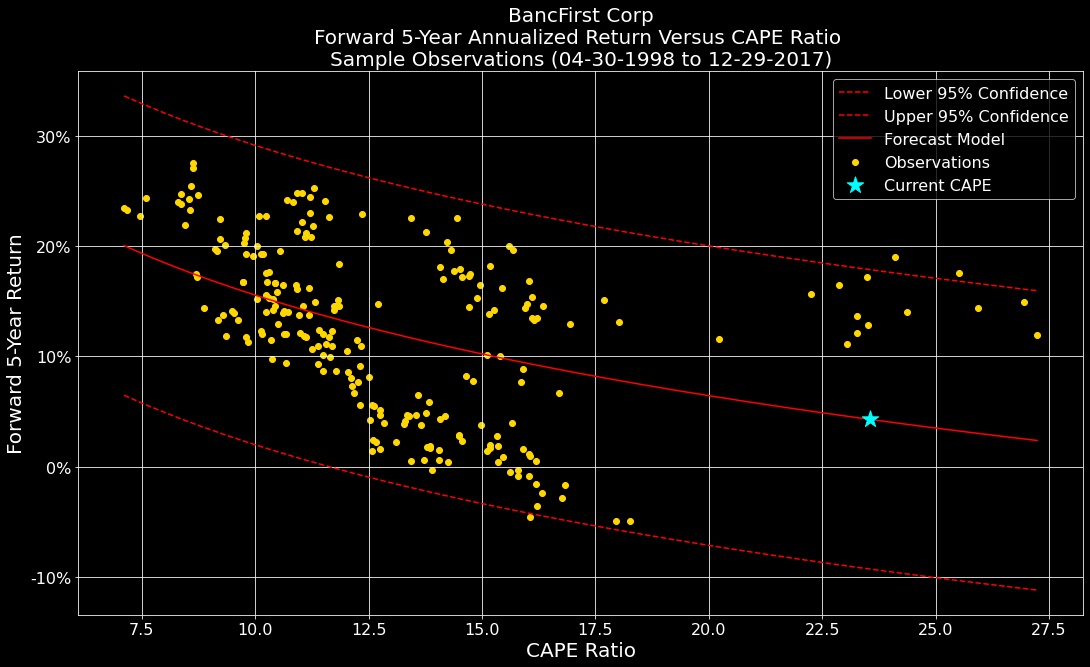 BancFirst Corp
Forward 5-Year Annualized Return Versus CAPE Ratio
Sample Observations (04-30-1998 to 12-29-2017)
Lower 95% Confidence
Upper 95% Confidence
Forecast Model
Observations
Current CAPE
Forward 5-Year Return
30%
20%
10%
0%
-10%
7.5 10.0 12.5 15.0 17.5 20.0 22.5 25.0 27.5
CAPE Ratio